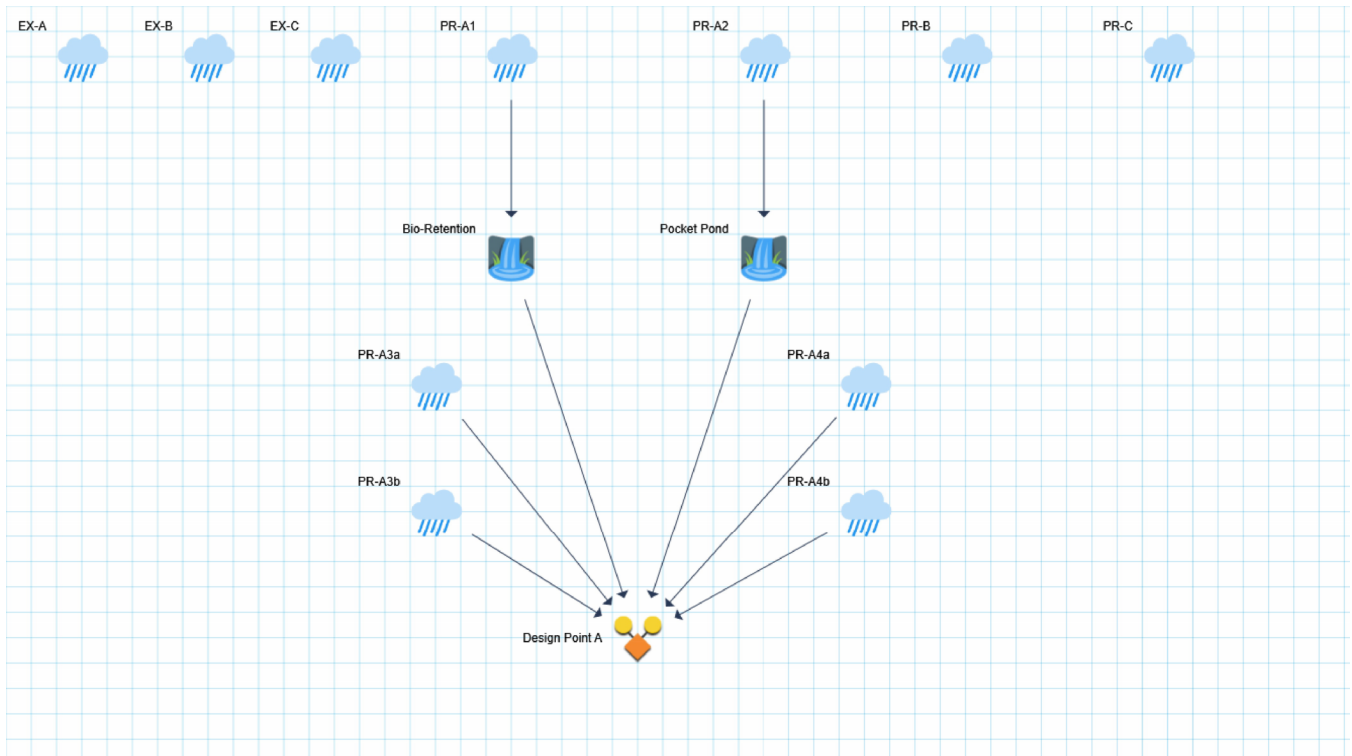 EX-A
EX-B
EX-C
PR-A1
PR-A2
PR-B
PR-C
Bio-Retention
Pocket Pond
PR-A3a
PR-A4a
PR-A3b
PR-A4b
Design Point A